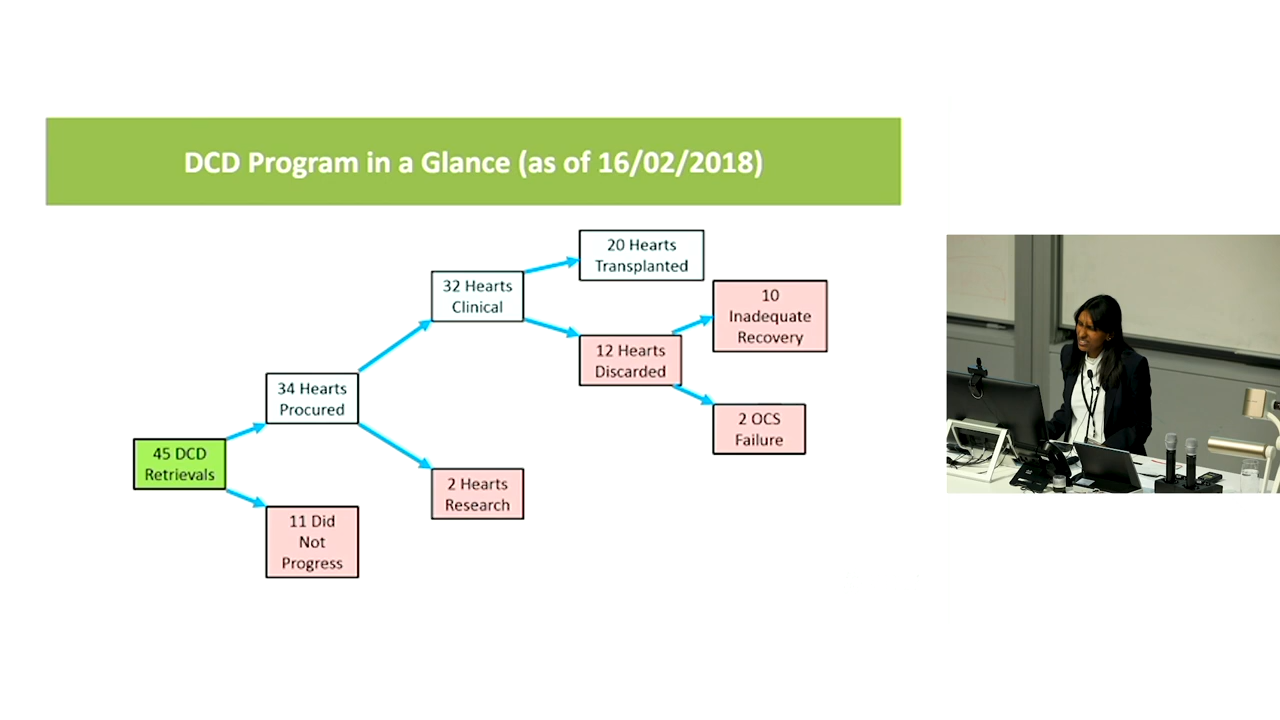 DCD Program in a Glance (as of 16/02/2018)
20 Hearts
Transplanted
32 Hearts
Clinical
10
Inadequate
Recovery
12 Hearts
Discarded
34 Hearts
Procured
2 OCS
Failure
45 DCD
Retrievals
2 Hearts
Research
11 Did
Not
Progress